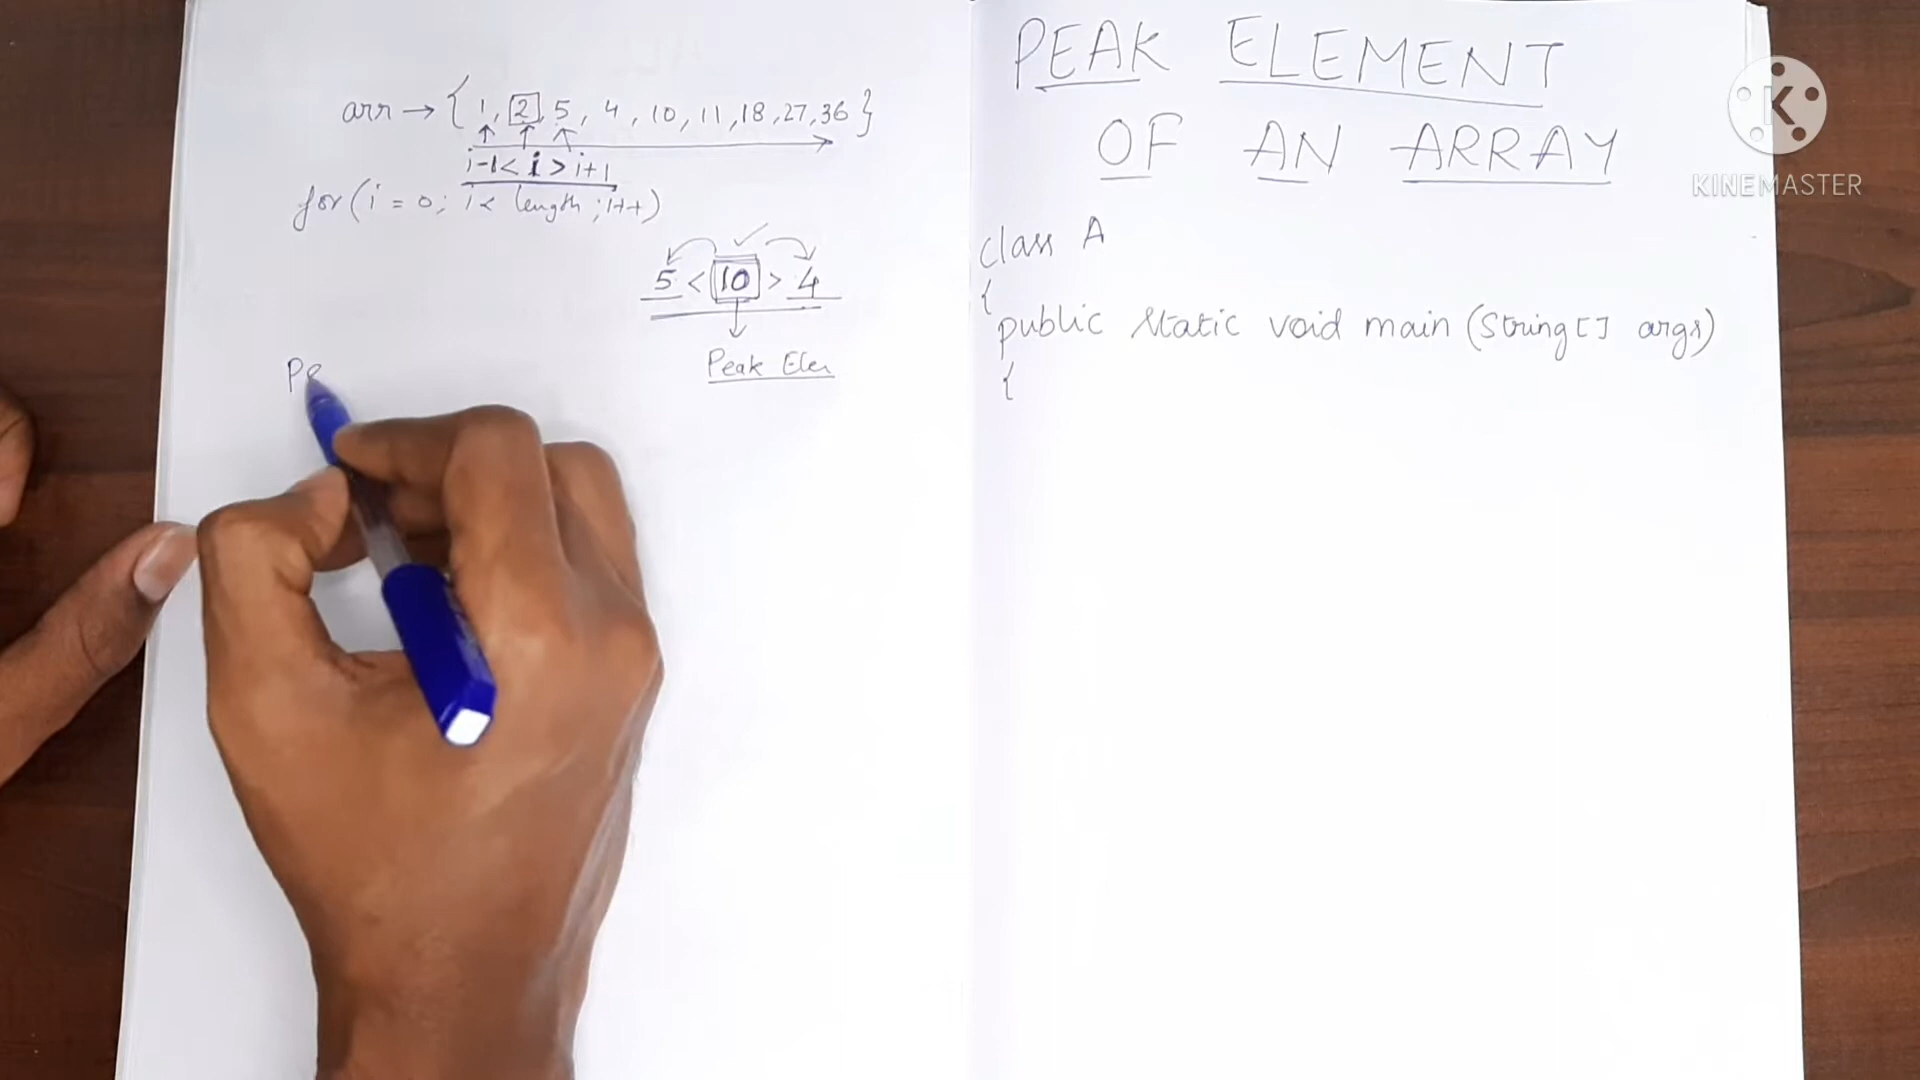 arr → { 1, 2, 5, 4, 10, 11, 18, 27, 36 }
i-1 < i > i+1
for (i = 0; i < length; i++)
5 < 10 > 4
Peak Ele
Pe
PEAK ELEMENT
OF AN ARRAY
class A
{
public static void main (String[] args)
{
KINEMASTER